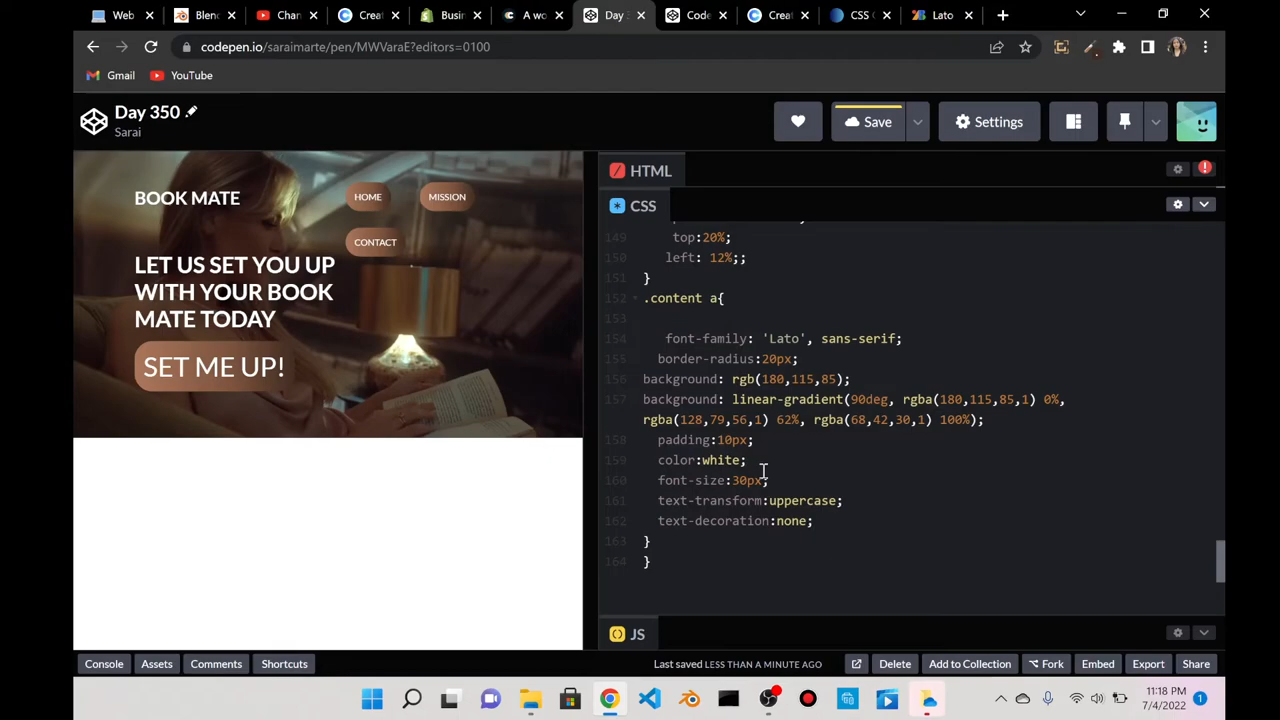 Web
Blenc
Chan
Creat
Busin
A wo
Day 3
Code
Creat
CSS G
Lato
codepen.io/saraimarte/pen/MWVaraE?editors=0100
Gmail
YouTube
Day 350
Sarai
Save
Settings
BOOK MATE
HOME
MISSION
CONTACT
LET US SET YOU UP
WITH YOUR BOOK
MATE TODAY
SET ME UP!
HTML
CSS
149
150
151
152
153
154
155
156
157
158
159
160
161
162
163
164
top:20%;
left: 12%;;
}
.content a{
font-family: 'Lato', sans-serif;
border-radius:20px;
background: rgb(180,115,85);
background: linear-gradient(90deg, rgba(180,115,85,1) 0%,
rgba(128,79,56,1) 62%, rgba(68,42,30,1) 100%);
padding:10px;
color:white;
font-size:30px;
text-transform:uppercase;
text-decoration:none;
}
}
JS
Console
Assets
Comments
Shortcuts
Last saved LESS THAN A MINUTE AGO
Delete
Add to Collection
Fork
Embed
Export
Share
11:18 PM
7/4/2022
1